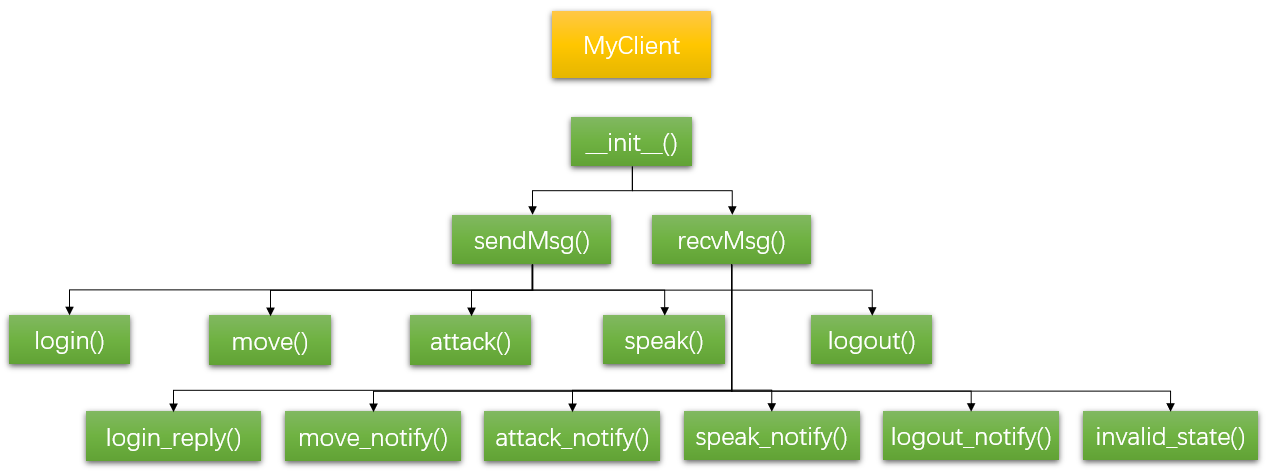 MyClient
__init__()
sendMsg()
recvMsg()
login()
move()
attack()
speak()
logout()
login_reply()
move_notify()
attack_notify()
speak_notify()
logout_notify()
invalid_state()